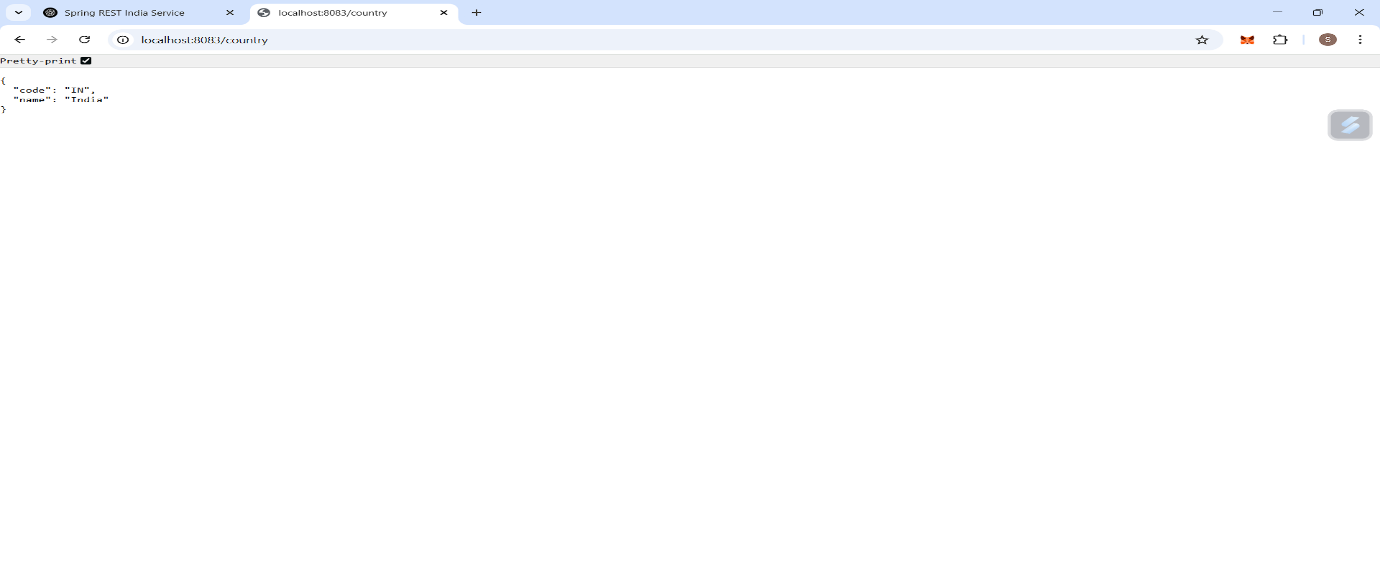 Spring REST India Service
localhost:8083/country
localhost:8083/country
S
Pretty-print
{
  "code": "IN",
  "name": "India"
}